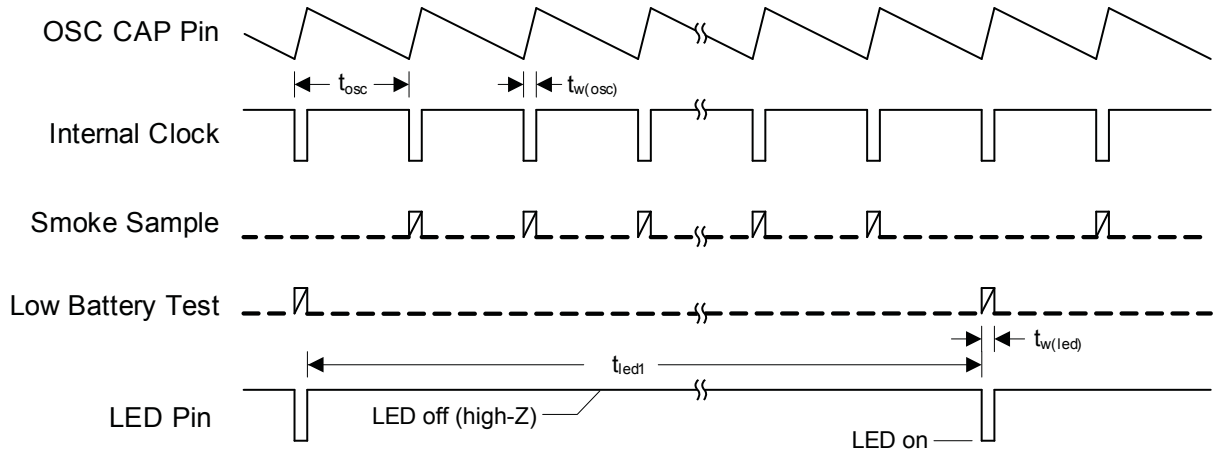 OSC CAP Pin
tosc
tw(osc)
Internal Clock
Smoke Sample
Low Battery Test
tw(led)
tled1
LED Pin
LED off (high-Z)
LED on